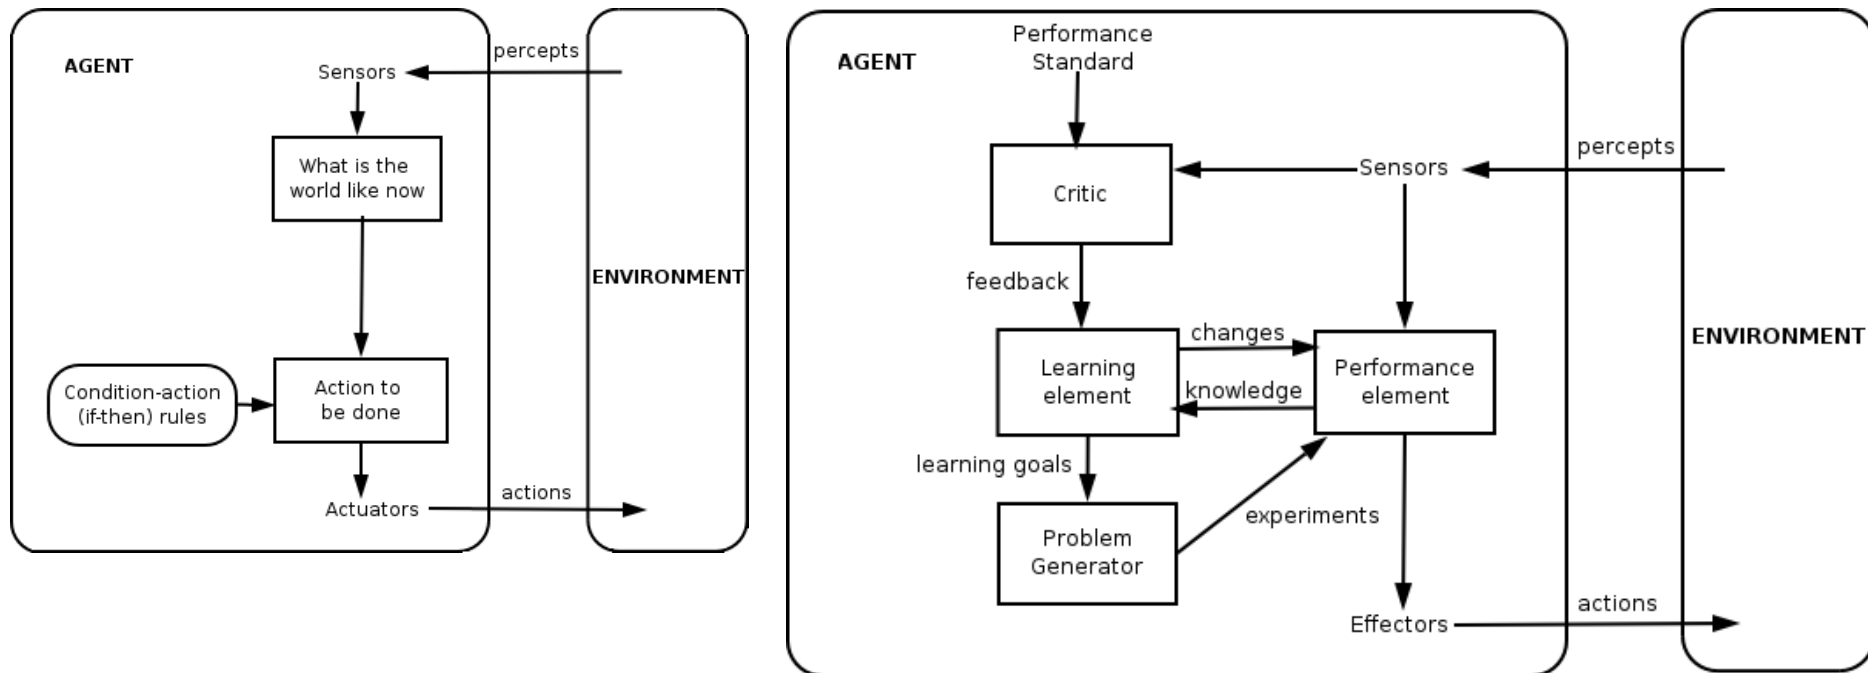 AGENT
Sensors
percepts
What is the
world like now
ENVIRONMENT
Condition-action
(if-then) rules
Action to
be done
Actuators
actions
AGENT
Performance
Standard
percepts
Sensors
Critic
feedback
changes
ENVIRONMENT
Learning
element
Performance
element
knowledge
learning goals
experiments
Problem
Generator
actions
Effectors